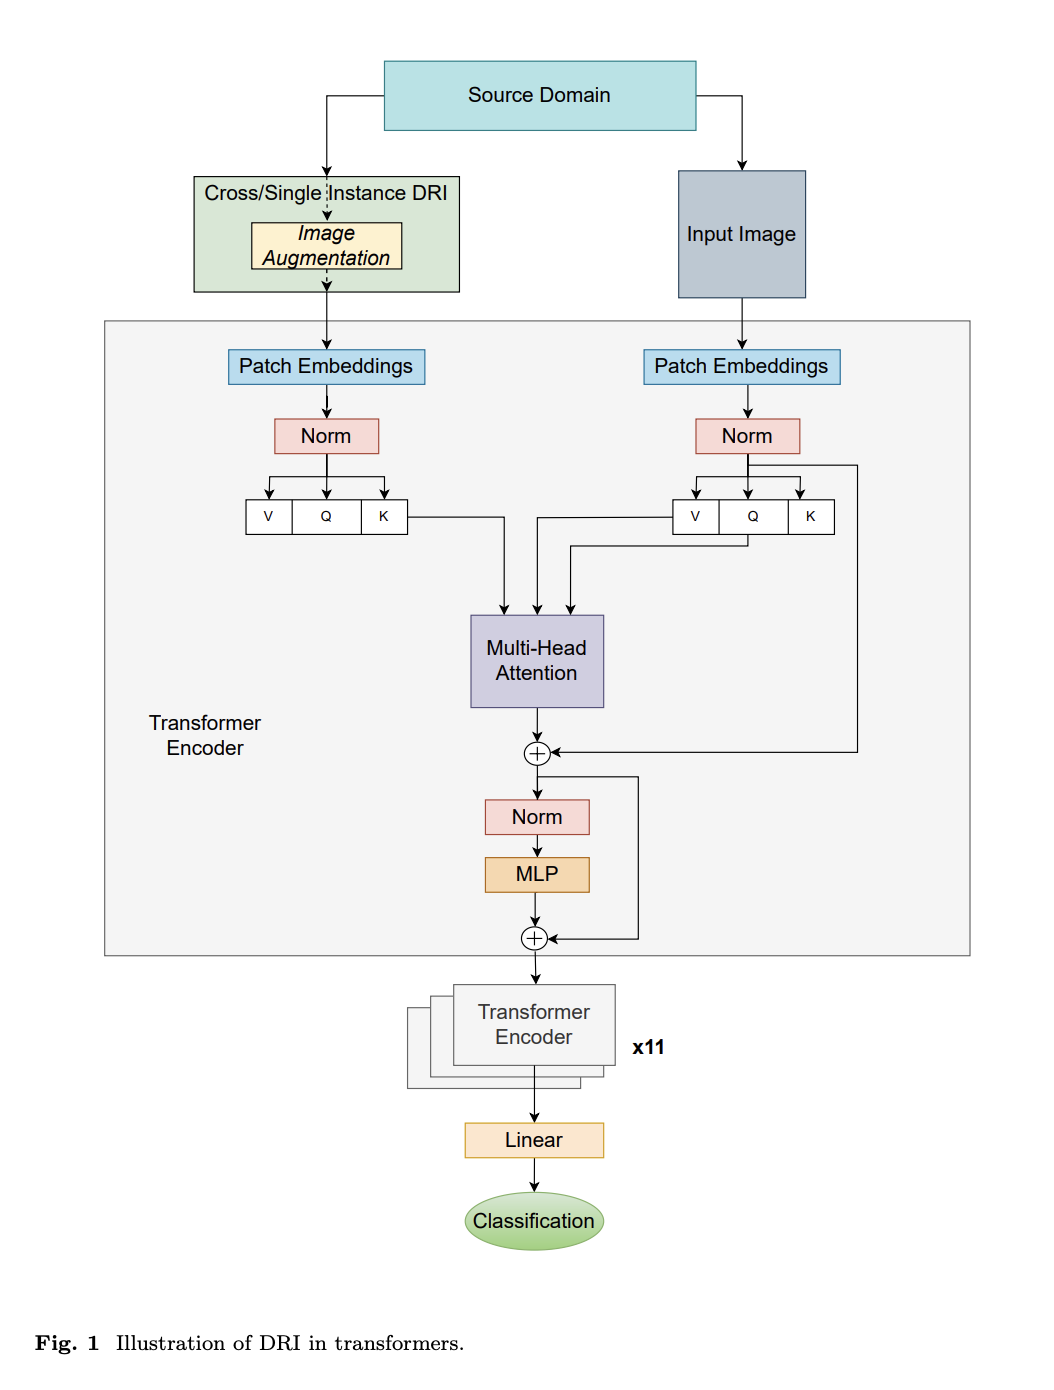 Source Domain
Cross/Single Instance DRI
Image
Augmentation
Input Image
Patch Embeddings
Patch Embeddings
Norm
Norm
V Q K
V Q K
Multi-Head
Attention
Transformer
Encoder
Norm
MLP
Transformer
Encoder
x11
Linear
Classification
Fig. 1 Illustration of DRI in transformers.